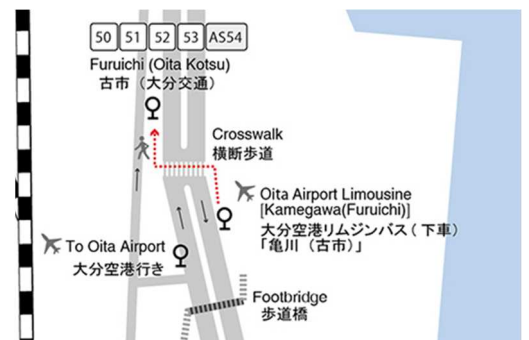 50 51 52 53 AS54
Furuichi (Oita Kotsu)
古市（大分交通）
Crosswalk
横断歩道
Oita Airport Limousine
[Kamegawa(Furuichi)]
大分空港リムジンバス（下車）
「亀川（古市）」
To Oita Airport
大分空港行き
Footbridge
歩道橋